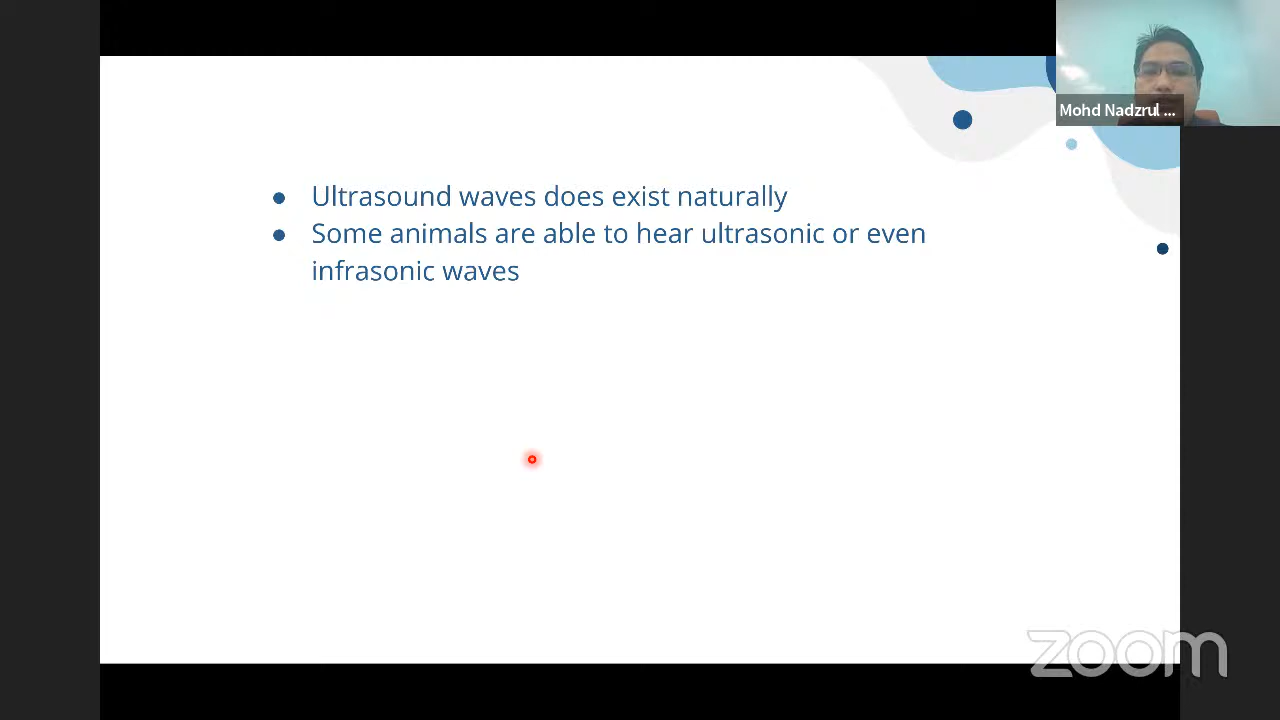 Mohd Nadzrul ...
● Ultrasound waves does exist naturally
● Some animals are able to hear ultrasonic or even
infrasonic waves
zoom